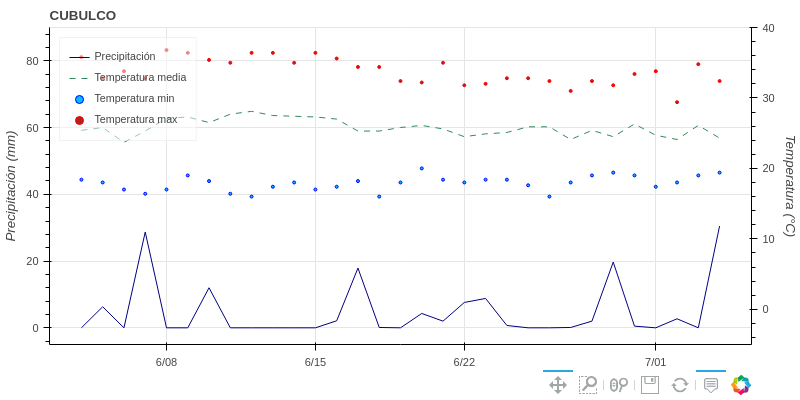 CUBULCO
Precipitación
Temperatura media
Temperatura min
Temperatura max
Precipitación (mm)
80
60
40
20
0
Temperatura (°C)
40
30
20
10
0
6/08
6/15
6/22
7/01